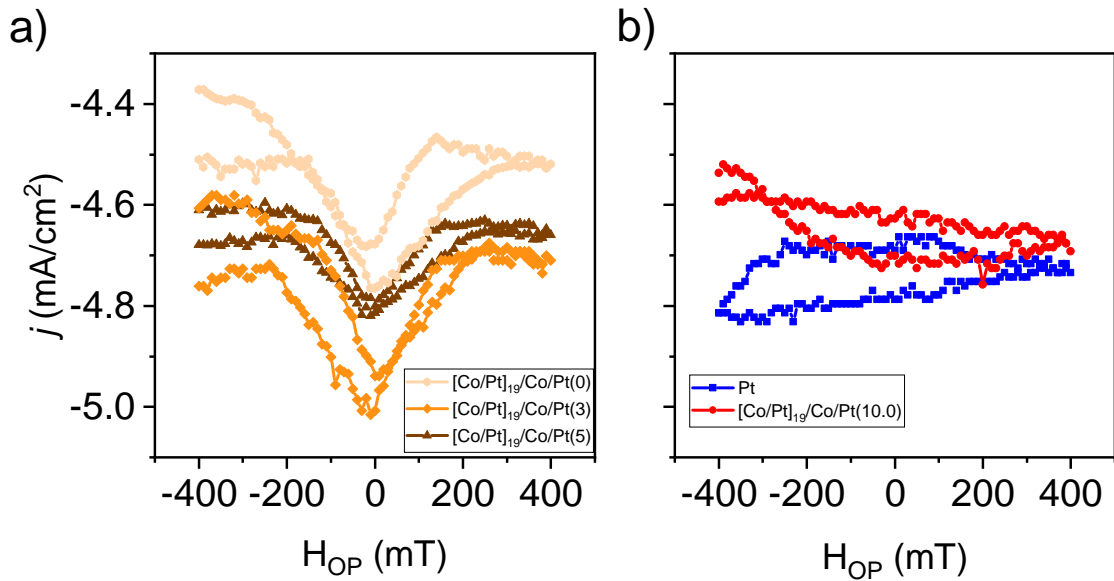 a)
b)
-4.4
-4.6
-4.8
-5.0
j (mA/cm²)
[Co/Pt]₁₉/Co/Pt(0)
[Co/Pt]₁₉/Co/Pt(3)
[Co/Pt]₁₉/Co/Pt(5)
Pt
[Co/Pt]₁₉/Co/Pt(10.0)
-400 -200 0 200 400
-400 -200 0 200 400
H_OP (mT)
H_OP (mT)